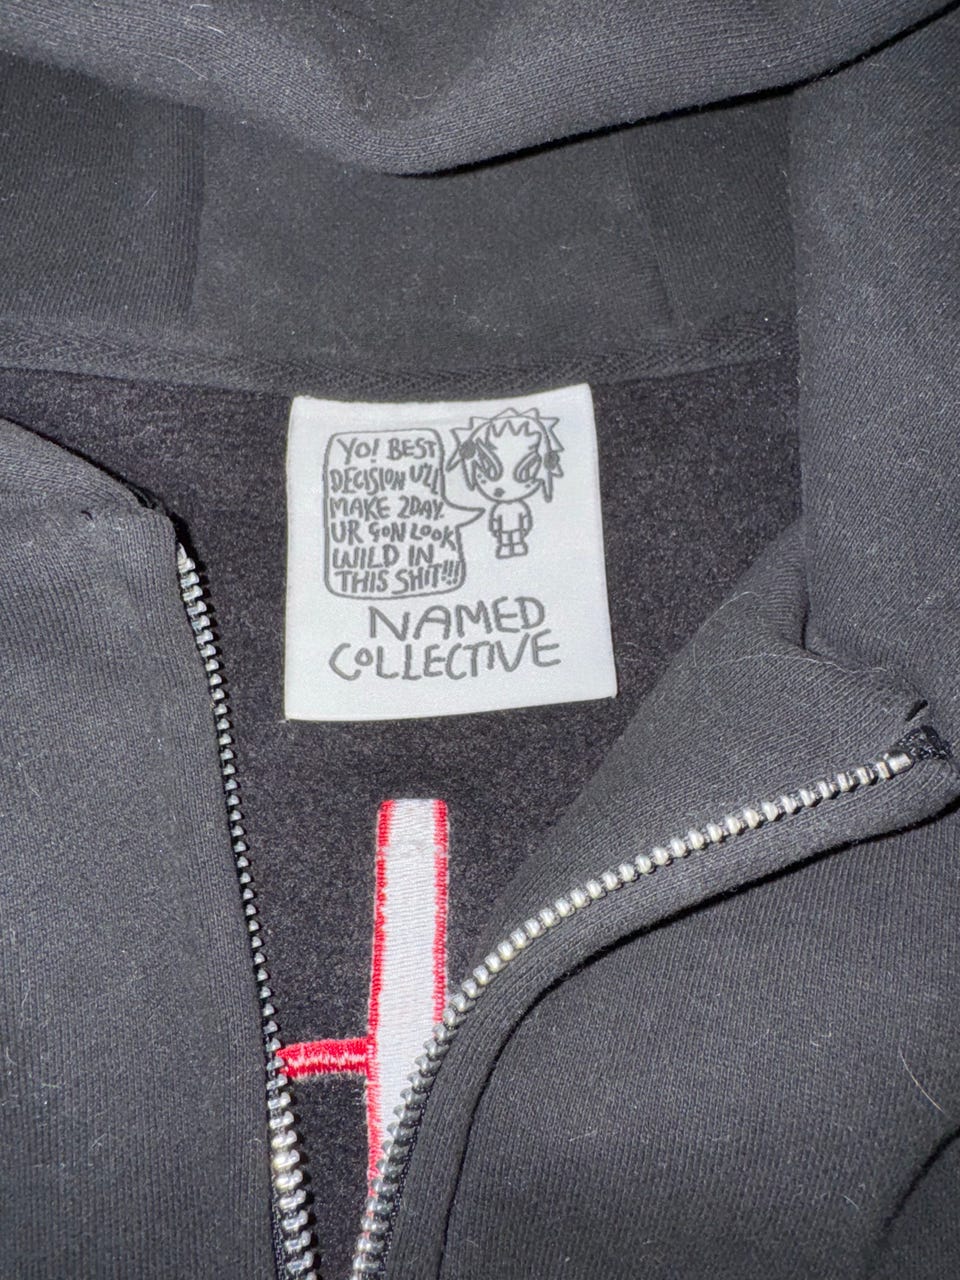 YO! BEST
DECISION U'LL
MAKE 2DAY.
UR GON LOOK
WILD IN
THIS SHIT!!!
NAMED
COLLECTIVE